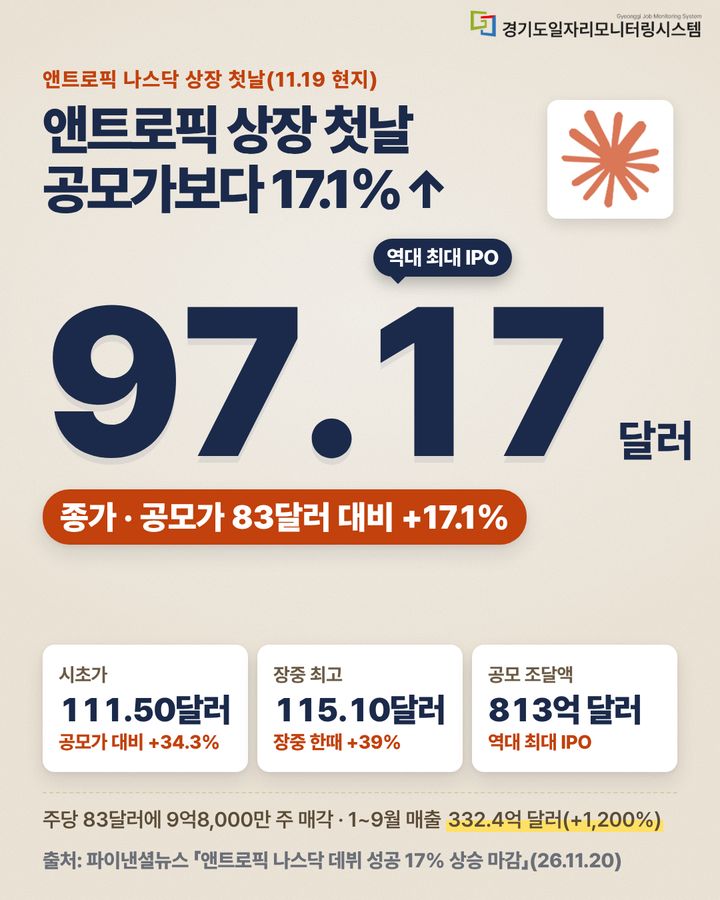 Gyeonggi Job Monitoring System
경기도일자리모니터링시스템
앤트로픽 나스닥 상장 첫날(11.19 현지)
앤트로픽 상장 첫날
공모가보다 17.1%↑
역대 최대 IPO
97.17 달러
종가 · 공모가 83달러 대비 +17.1%
시초가
111.50달러
공모가 대비 +34.3%
장중 최고
115.10달러
장중 한때 +39%
공모 조달액
813억 달러
역대 최대 IPO
주당 83달러에 9억8,000만 주 매각 · 1~9월 매출 332.4억 달러(+1,200%)
출처: 파이낸셜뉴스 「앤트로픽 나스닥 데뷔 성공 17% 상승 마감」(26.11.20)